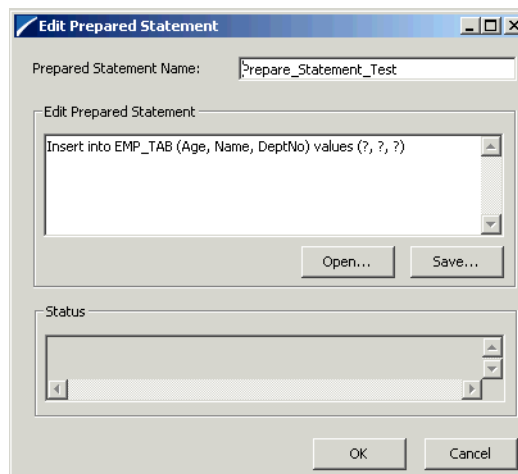 Edit Prepared Statement
Prepared Statement Name: Prepare_Statement_Test
Edit Prepared Statement
Insert into EMP_TAB (Age, Name, DeptNo) values (?, ?, ?)
Open... Save...
Status
OK Cancel